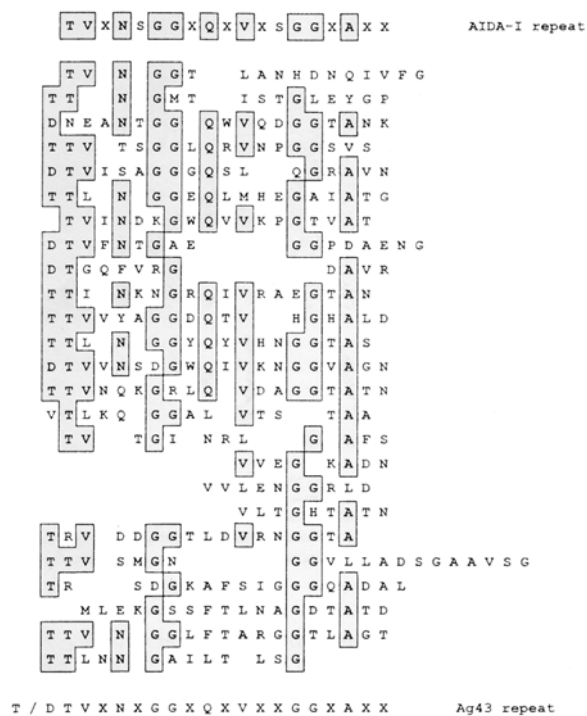 T V X N S G G X Q X V X S G G X A X X AIDA-I repeat
T V N G G T L A N H D N Q I V F G
T T N G M T I S T G L E Y G P
D N E A N T G G Q W V Q D G G T A N K
T T V T S G G L Q R V N P G G S V S
D T V I S A G G G Q S L Q G R A V N
T T L N G G E Q L M H E G A I A T G
T V I N D K G W Q V V K P G T V A T
D T V F N T G A E G G P D A E N G
D T G Q F V R G D A V R
T T I N K N G R Q I V R A E G T A N
T T V V Y A G G D Q T V H G H A L D
T T L N G G Y Q Y V H N G G T A S
D T V V N S D G W Q I V K N G G V A G N
T T V N Q K G R L Q V D A G G T A T N
V T L K Q G G A L V T S T A A
T V T G I N R L G A F S
V V E G K A D N
V V L E N G G R L D
V L T G H T A T N
T R V D D G G T L D V R N G G T A
T T V S M G N G G V L L A D S G A A V S G
T R S D G K A F S I G G G Q A D A L
M L E K G S S F T L N A G D T A T D
T T V N G G L F T A R G G T L A G T
T T L N N G A I L T L S G
T / D T V X N X G G X Q X V X X G G X A X X Ag43 repeat